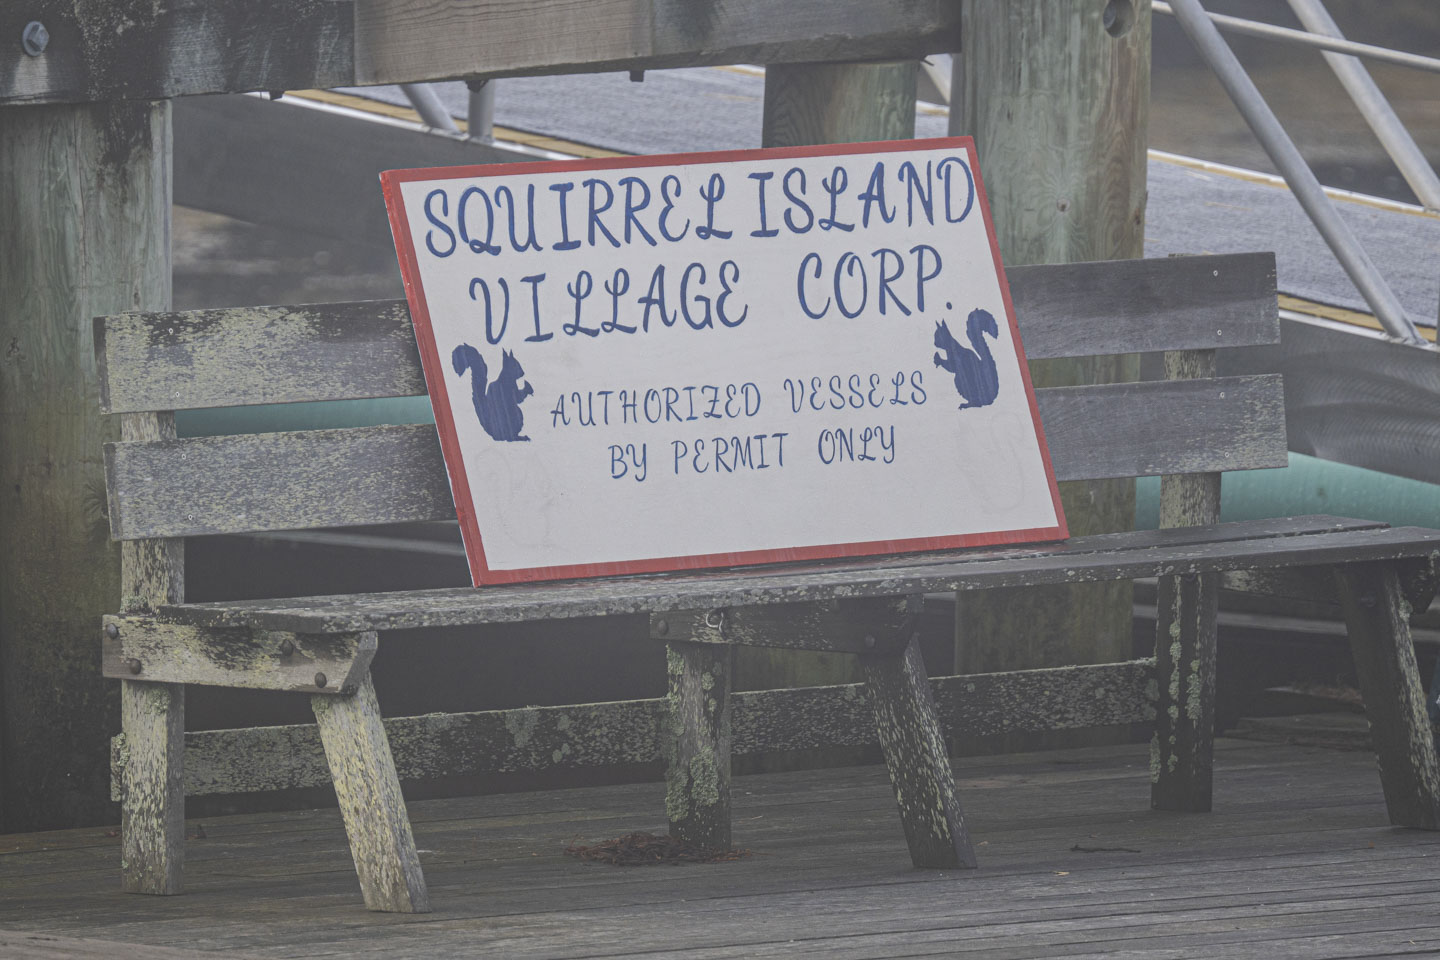 SQUIRREL ISLAND
VILLAGE CORP.
AUTHORIZED VESSELS
BY PERMIT ONLY